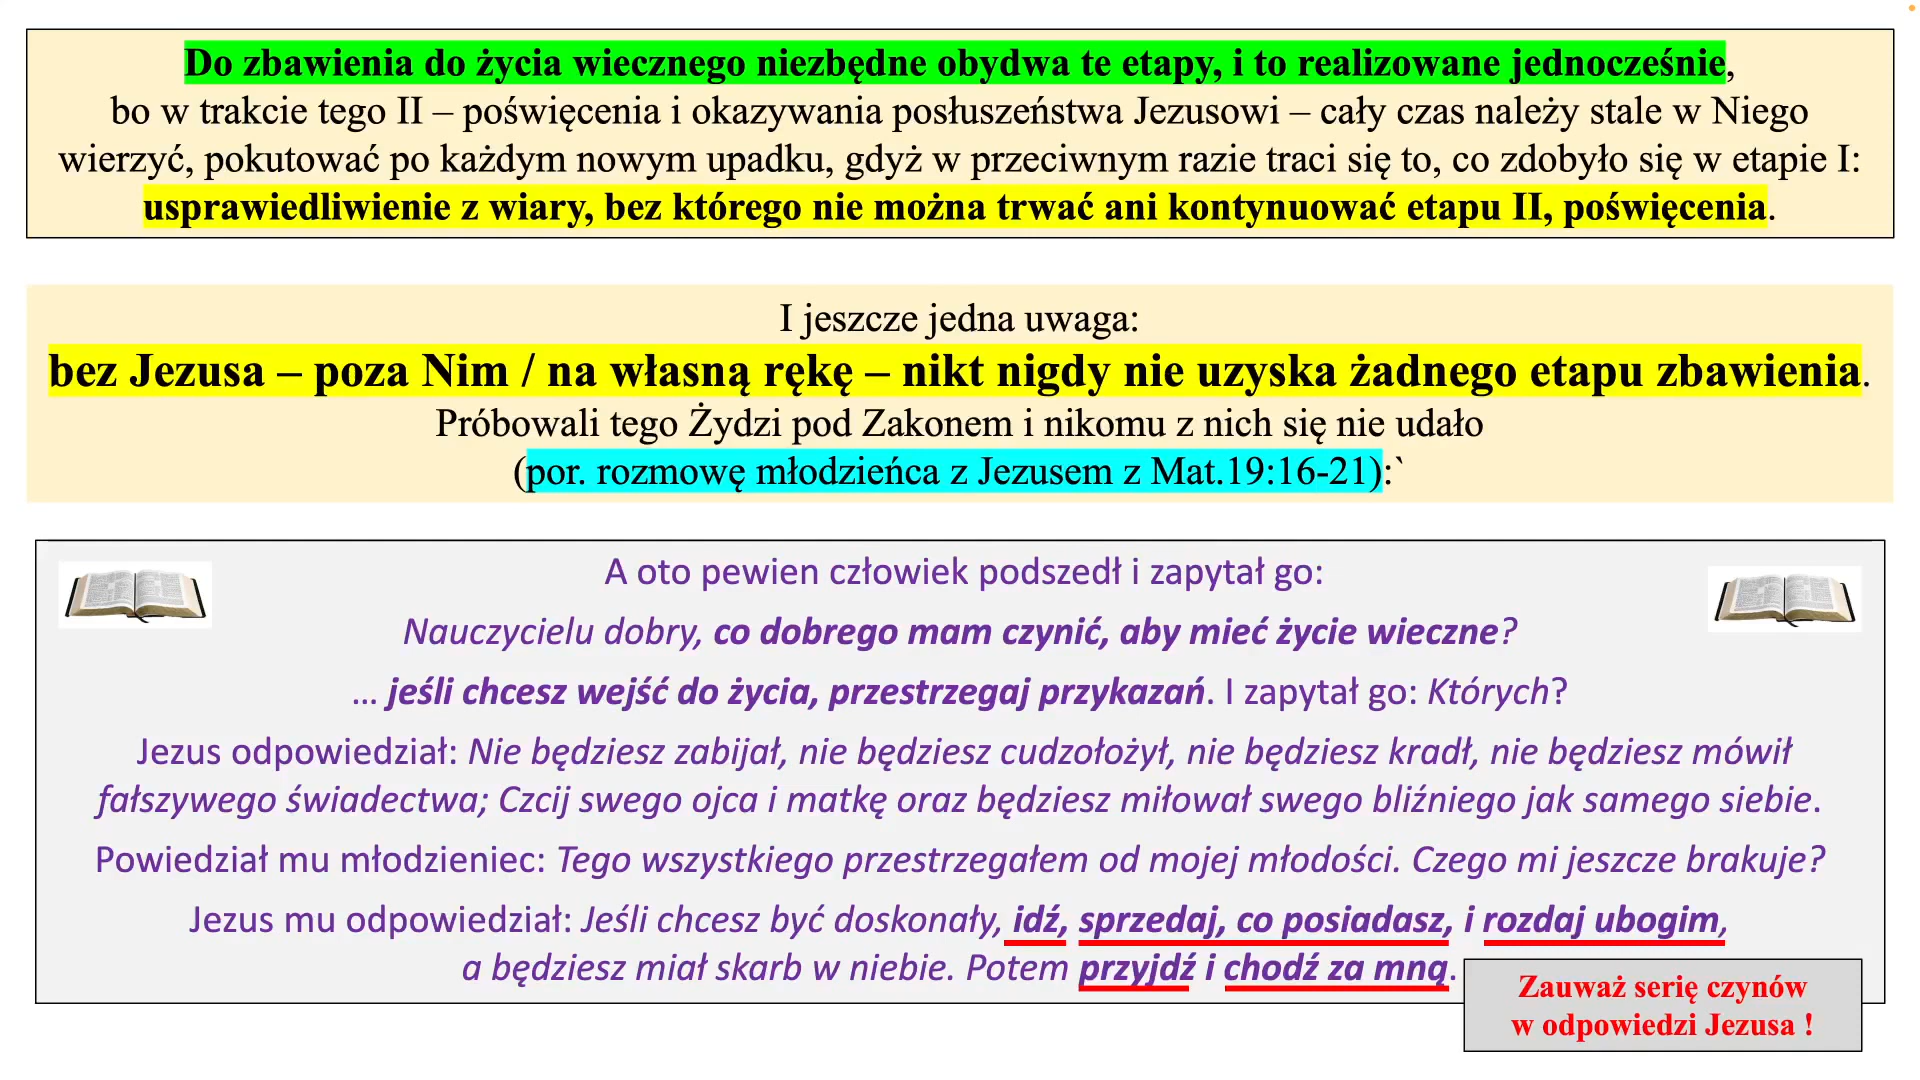 Do zbawienia do życia wiecznego niezbędne obydwa te etapy, i to realizowane jednocześnie,
bo w trakcie tego II – poświęcenia i okazywania posłuszeństwa Jezusowi – cały czas należy stale w Niego
wierzyć, pokutować po każdym nowym upadku, gdyż w przeciwnym razie traci się to, co zdobyło się w etapie I:
usprawiedliwienie z wiary, bez którego nie można trwać ani kontynuować etapu II, poświęcenia.
I jeszcze jedna uwaga:
bez Jezusa – poza Nim / na własną rękę – nikt nigdy nie uzyska żadnego etapu zbawienia.
Próbowali tego Żydzi pod Zakonem i nikomu z nich się nie udało
(por. rozmowę młodzieńca z Jezusem z Mat.19:16-21):`
A oto pewien człowiek podszedł i zapytał go:
Nauczycielu dobry, co dobrego mam czynić, aby mieć życie wieczne?
... jeśli chcesz wejść do życia, przestrzegaj przykazań. I zapytał go: Których?
Jezus odpowiedział: Nie będziesz zabijał, nie będziesz cudzołożył, nie będziesz kradł, nie będziesz mówił
fałszywego świadectwa; Czcij swego ojca i matkę oraz będziesz miłował swego bliźniego jak samego siebie.
Powiedział mu młodzieniec: Tego wszystkiego przestrzegałem od mojej młodości. Czego mi jeszcze brakuje?
Jezus mu odpowiedział: Jeśli chcesz być doskonały, idź, sprzedaj, co posiadasz, i rozdaj ubogim,
a będziesz miał skarb w niebie. Potem przyjdź i chodź za mną.
Zauważ serię czynów
w odpowiedzi Jezusa !